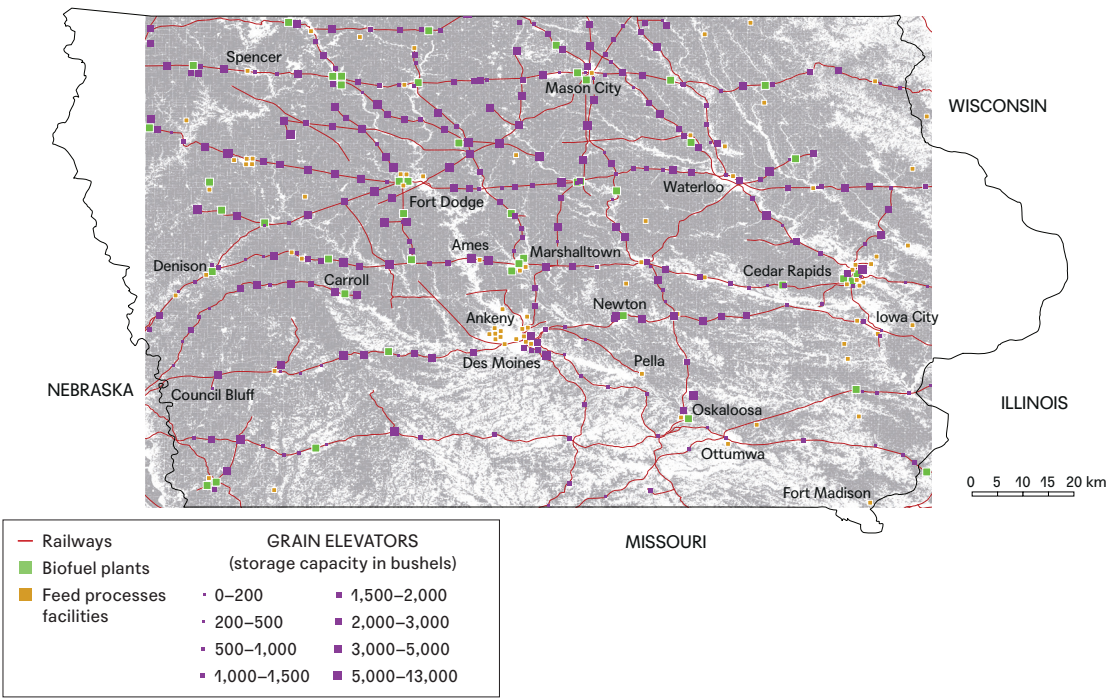 Spencer
Mason City
WISCONSIN
Waterloo
Fort Dodge
Ames
Marshalltown
Denison
Cedar Rapids
Carroll
Newton
Ankeny
Iowa City
Des Moines
Pella
NEBRASKA
Council Bluff
ILLINOIS
Oskaloosa
Ottumwa
Fort Madison
0 5 10 15 20 km
MISSOURI
Railways
Biofuel plants
Feed processes
facilities
GRAIN ELEVATORS
(storage capacity in bushels)
0–200
200–500
500–1,000
1,000–1,500
1,500–2,000
2,000–3,000
3,000–5,000
5,000–13,000